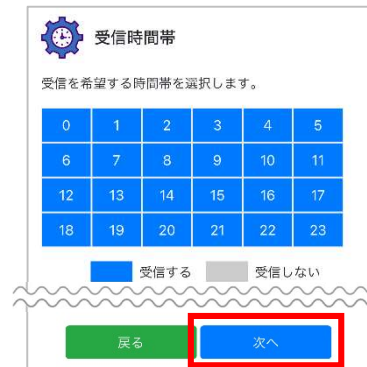 受信時間帯
受信を希望する時間帯を選択します。
0 1 2 3 4 5
6 7 8 9 10 11
12 13 14 15 16 17
18 19 20 21 22 23
受信する 受信しない
戻る 次へ